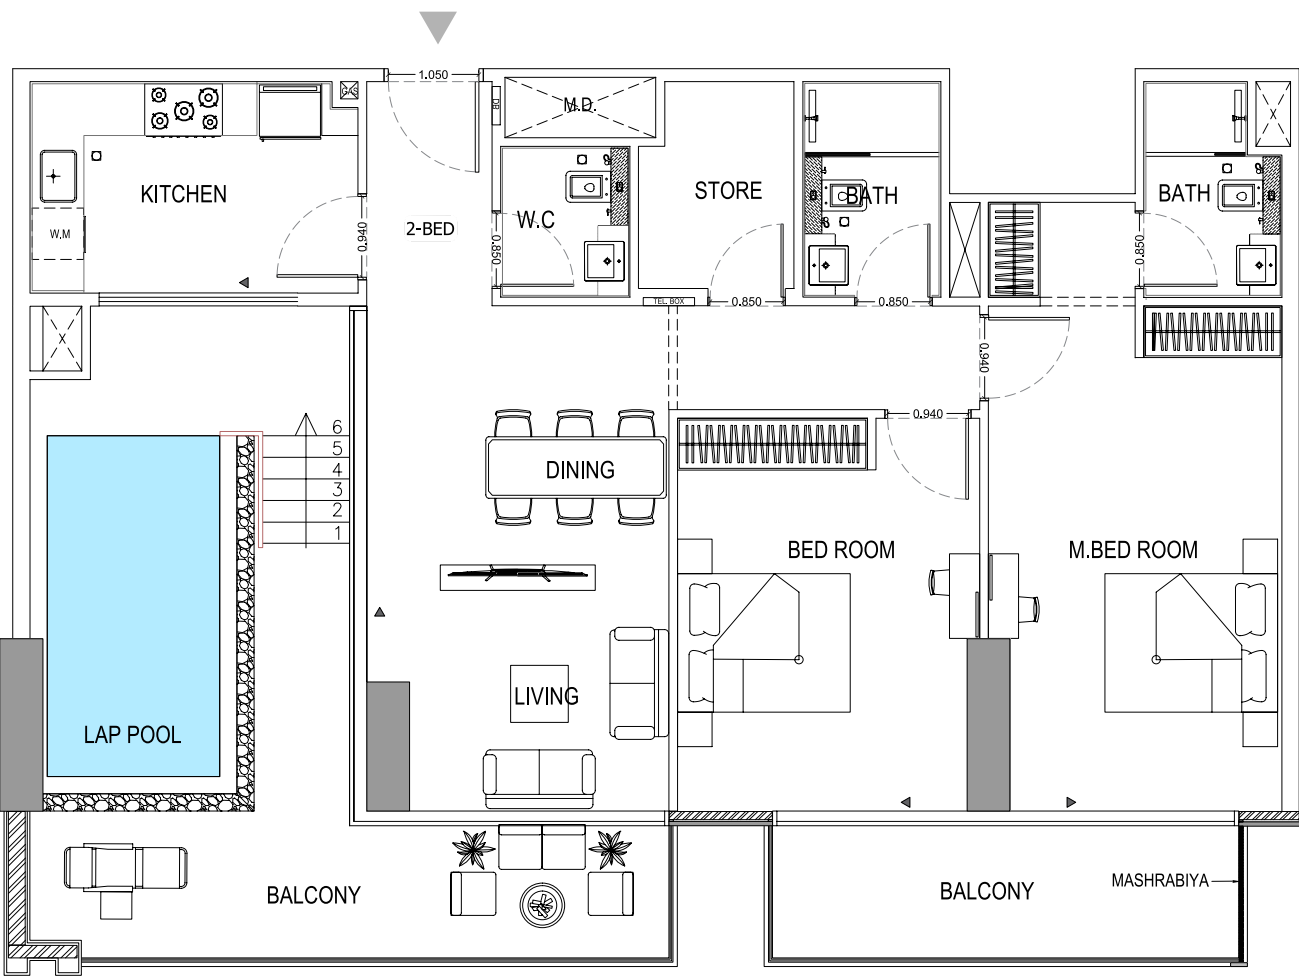 1.050
GAS
DB
M.D.
KITCHEN
STORE
BATH
BATH
W.C
2-BED
W.M
0.940
0.850
0.850
TEL. BOX
0.850
0.850
0.940
0.940
6
5
4
3
2
1
DINING
BED ROOM
M.BED ROOM
LIVING
LAP POOL
BALCONY
BALCONY
MASHRABIYA